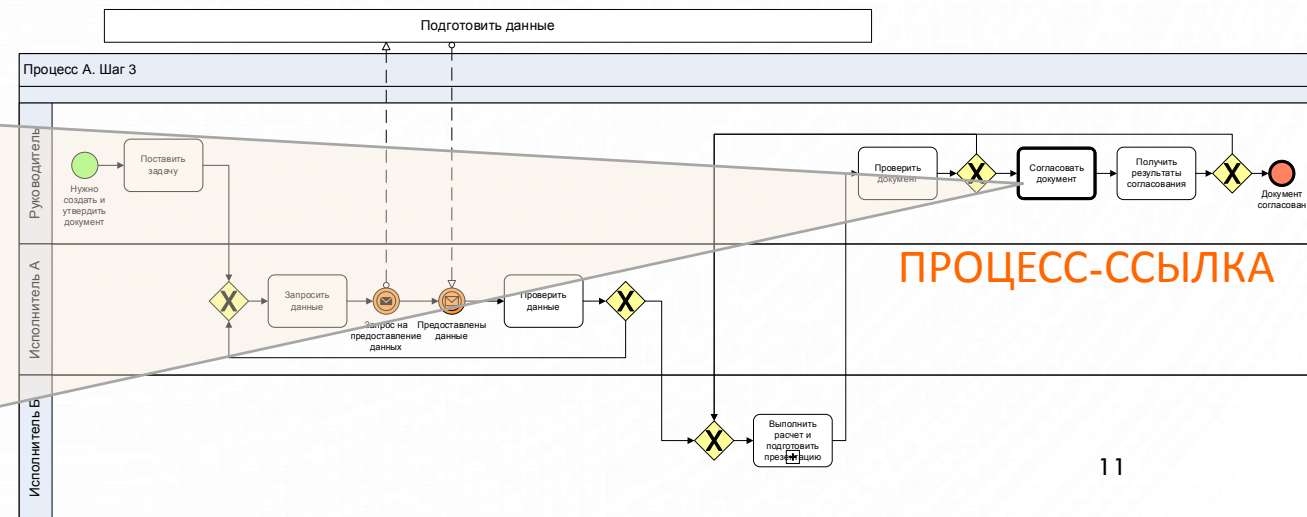 Подготовить данные
Процесс А. Шаг 3
Руководитель
Нужно
создать и
утвердить
документ
Поставить
задачу
Проверить
документ
X
Согласовать
документ
Получить
результаты
согласования
X
Документ
согласован
ПРОЦЕСС-ССЫЛКА
Исполнитель А
X
Запросить
данные
Запрос на
предоставление
данных
Предоставлены
данные
Проверить
данные
X
Исполнитель Б
X
Выполнить
расчет и
подготовить
презентацию
11